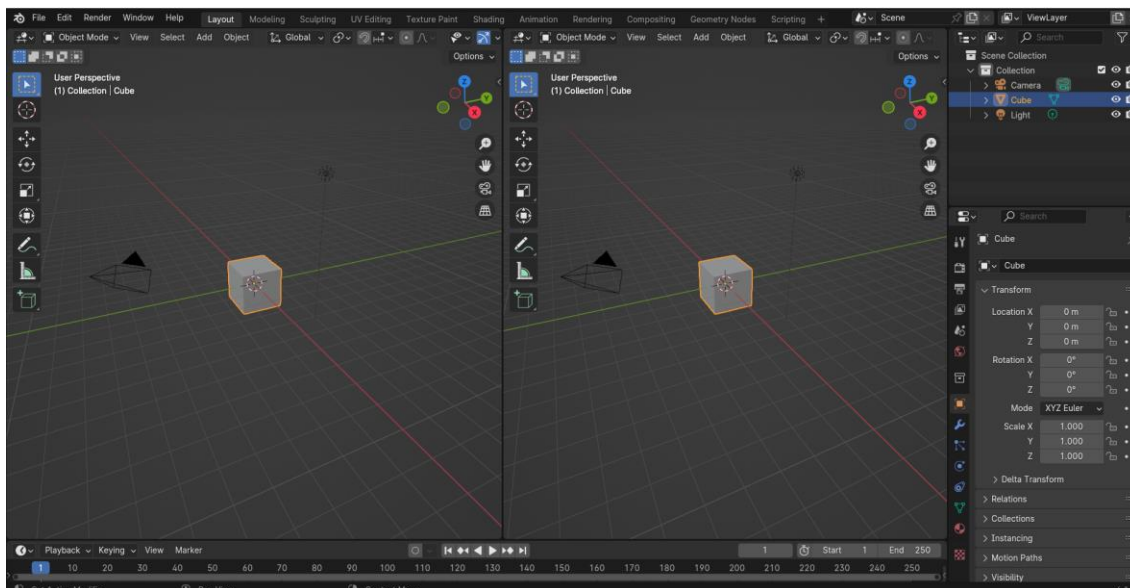 File Edit Render Window Help Layout Modeling Sculpting UV Editing Texture Paint Shading Animation Rendering Compositing Geometry Nodes Scripting + Scene ViewLayer
Object Mode View Select Add Object Global
Options
User Perspective
(1) Collection | Cube
Object Mode View Select Add Object Global
Options
User Perspective
(1) Collection | Cube
Z
Y
X
Z
Y
X
Search
Scene Collection
Collection
Camera
Cube
Light
Search
Cube
Cube
Transform
Location X 0 m
Y 0 m
Z 0 m
Rotation X 0°
Y 0°
Z 0°
Mode XYZ Euler
Scale X 1.000
Y 1.000
Z 1.000
Delta Transform
Relations
Collections
Instancing
Motion Paths
Visibility
Playback Keying View Marker 1 Start 1 End 250
1 10 20 30 40 50 60 70 80 90 100 110 120 130 140 150 160 170 180 190 200 210 220 230 240 250